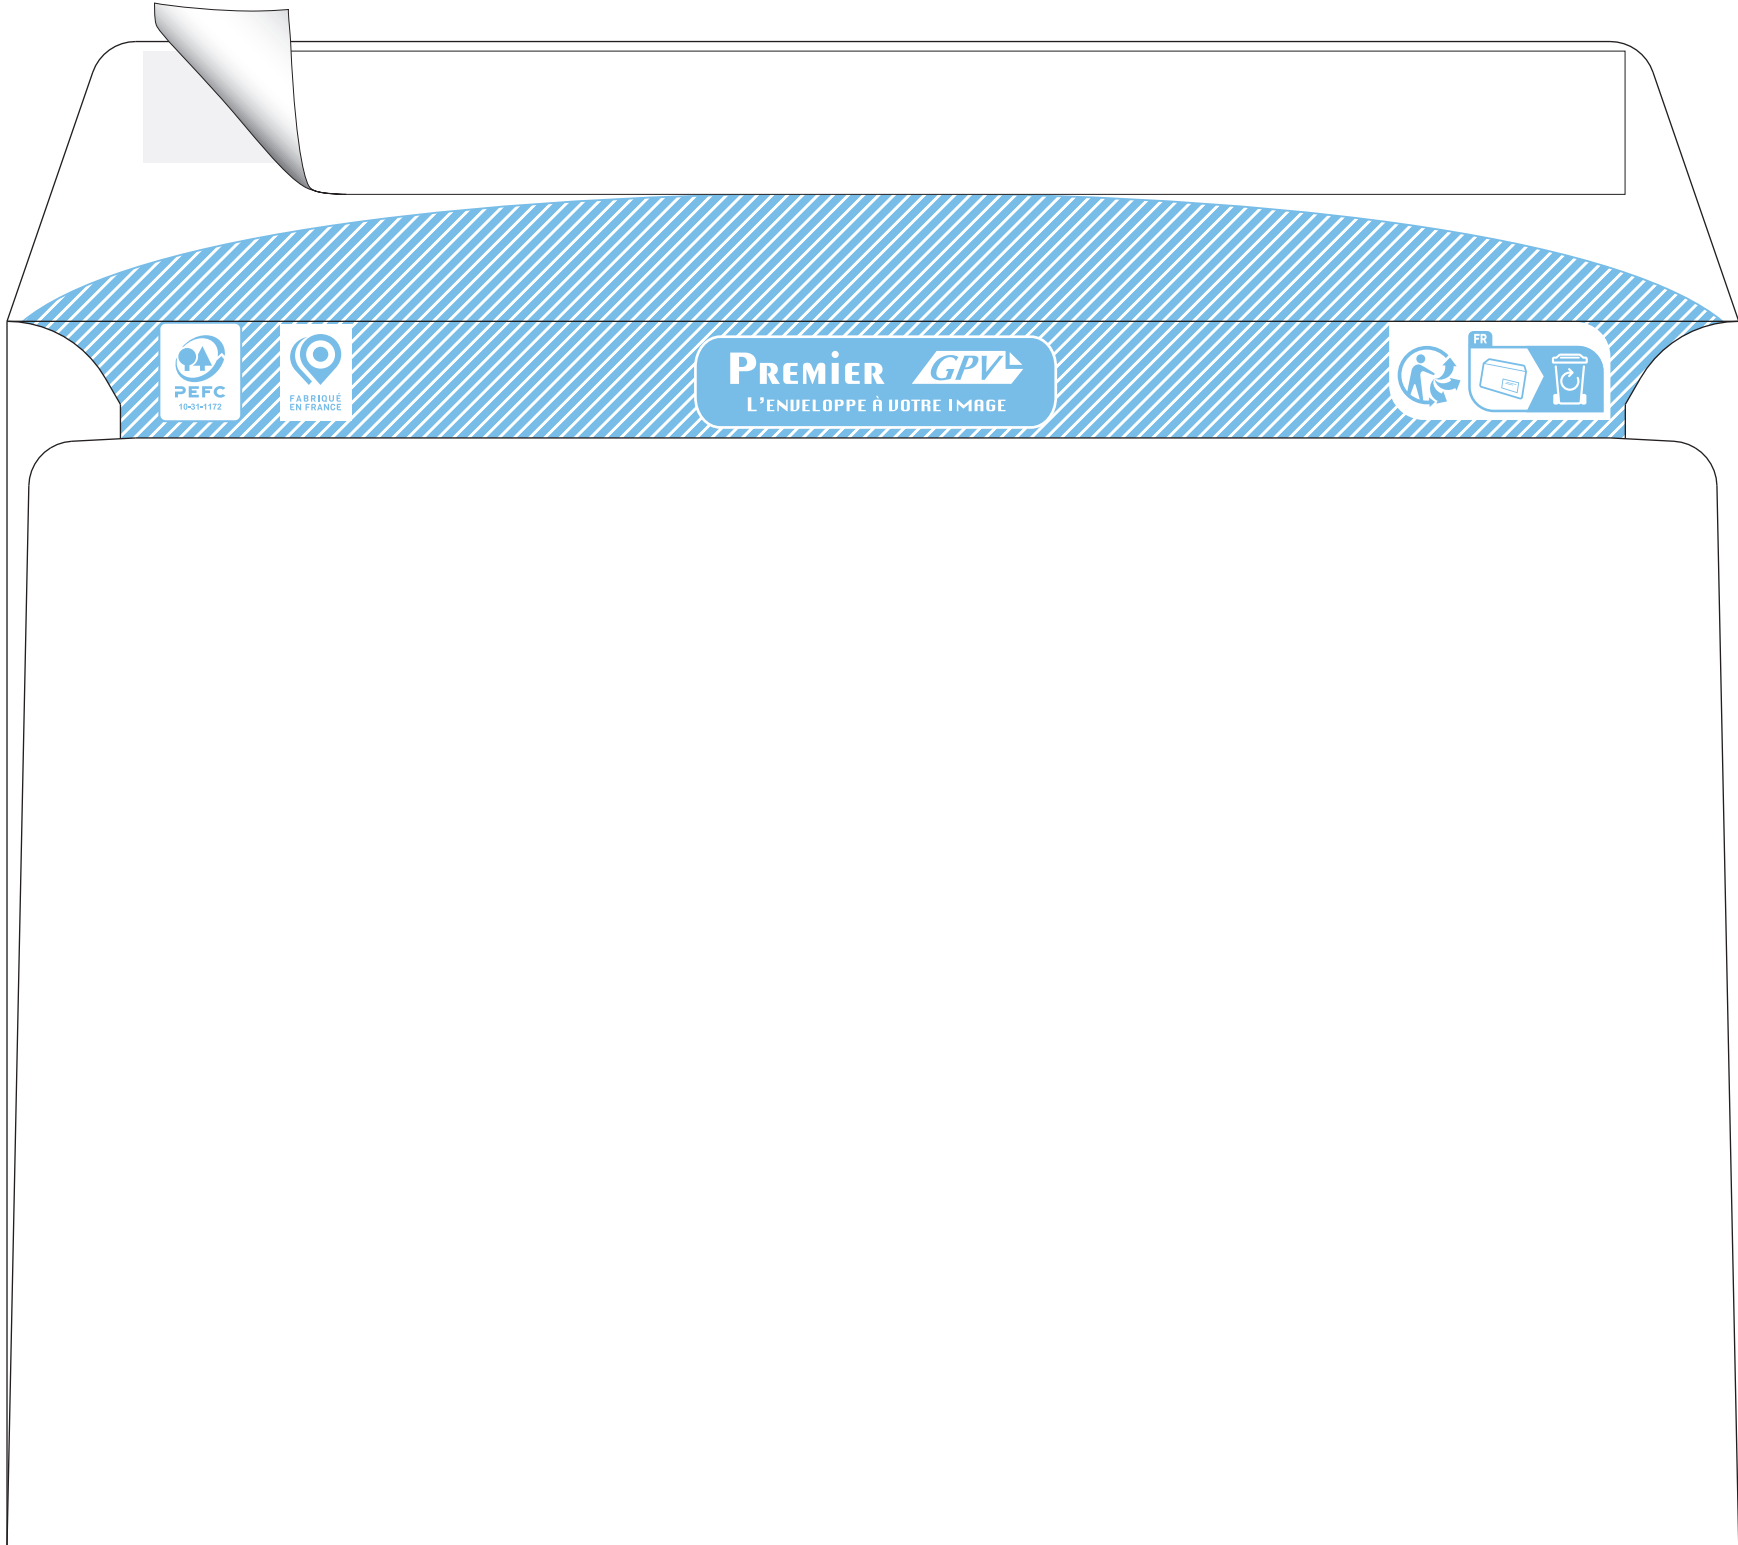 PEFC
10-31-1172
FABRIQUÉ
EN FRANCE
PREMIER GPV
L'ENVELOPPE À VOTRE IMAGE
FR